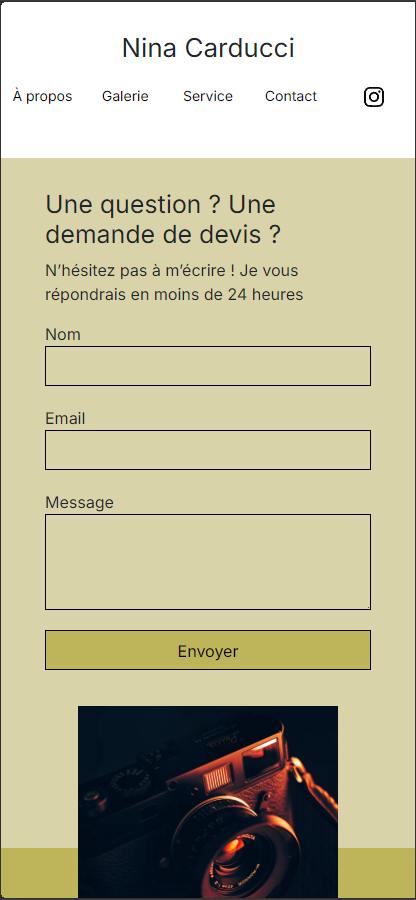 Nina Carducci
À propos Galerie Service Contact
Une question ? Une
demande de devis ?
N’hésitez pas à m’écrire ! Je vous
répondrais en moins de 24 heures
Nom
Email
Message
Envoyer